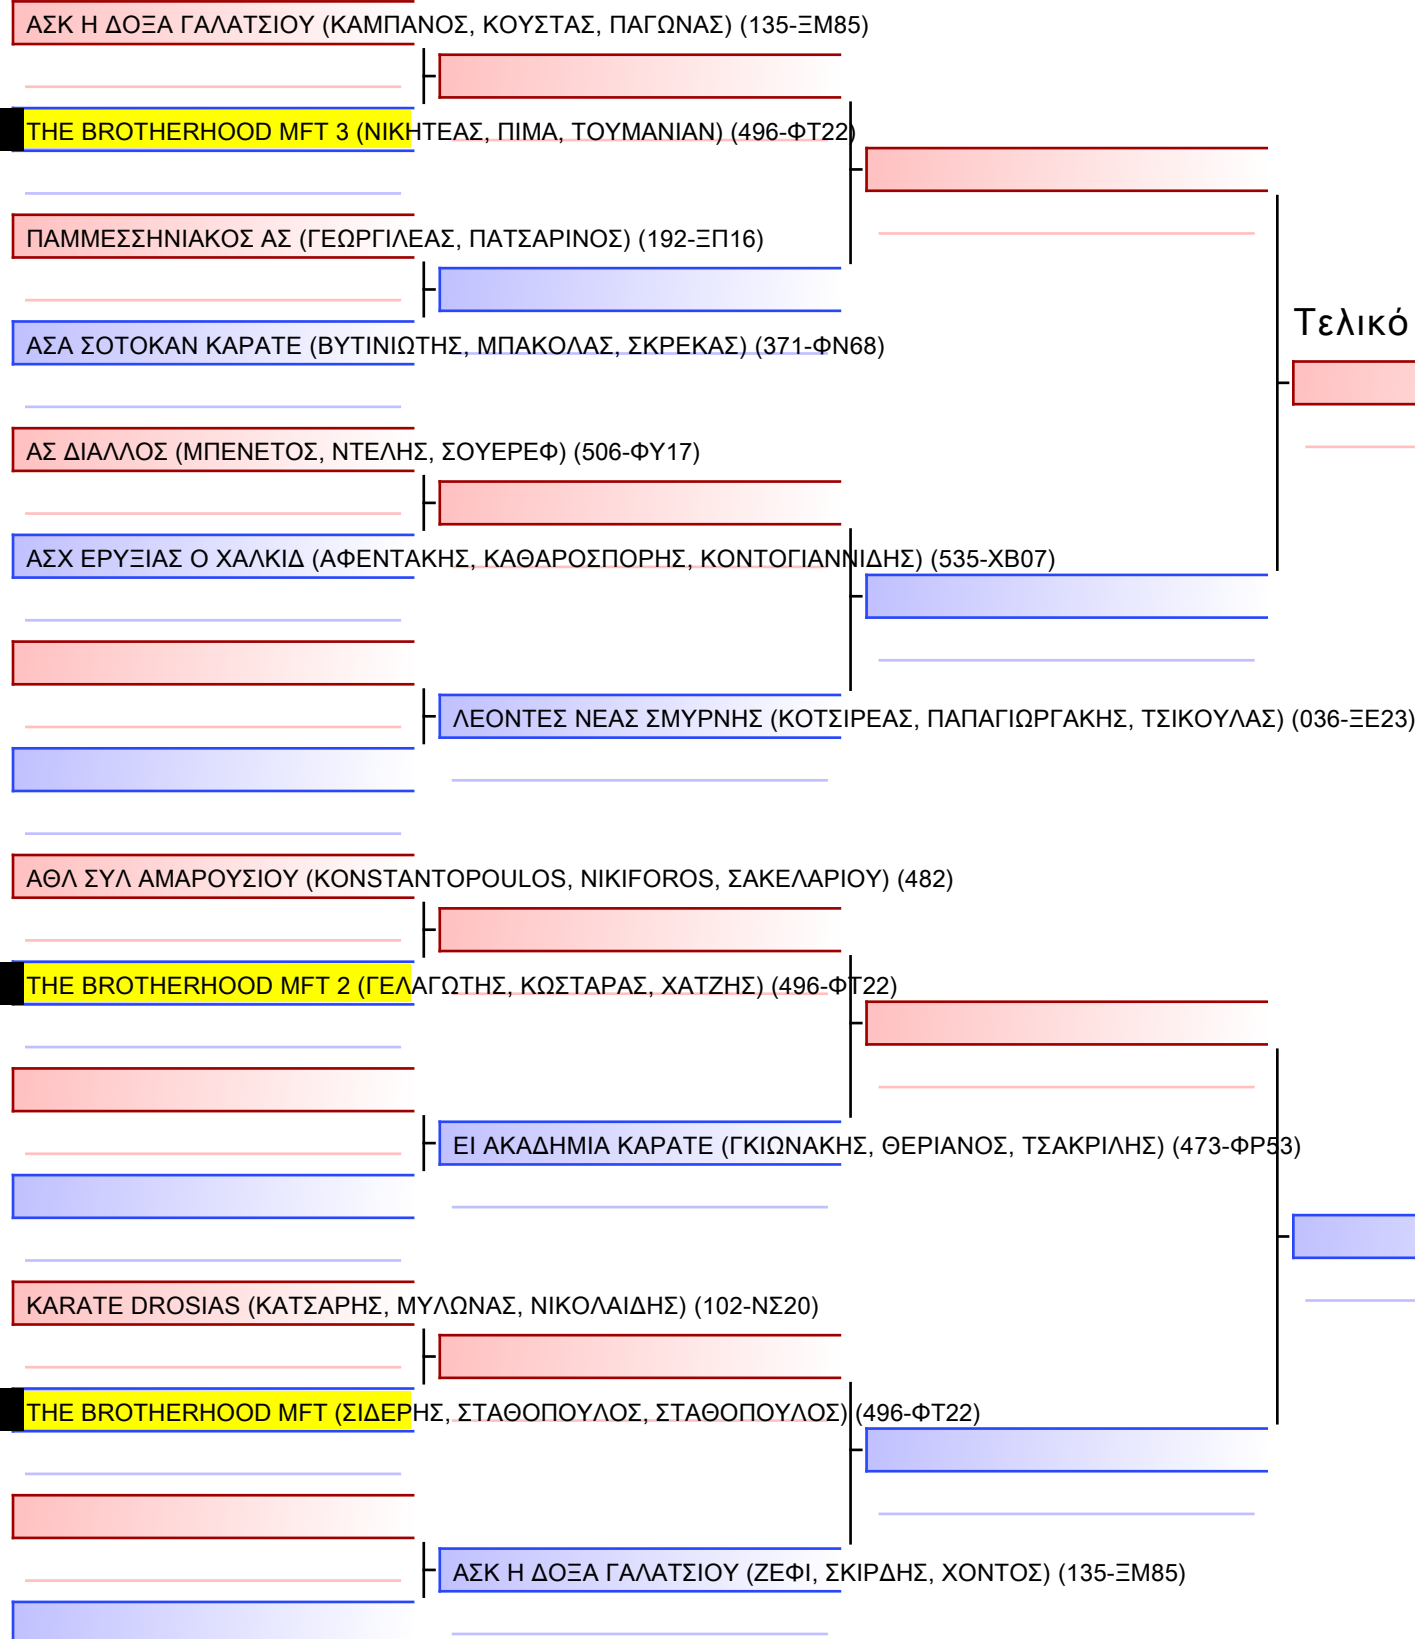 ΑΣΚ Η ΔΟΞΑ ΓΑΛΑΤΣΙΟΥ (ΚΑΜΠΑΝΟΣ, ΚΟΥΣΤΑΣ, ΠΑΓΩΝΑΣ) (135-ΞΜ85)
THE BROTHERHOOD MFT 3 (ΝΙΚΗΤΕΑΣ, ΠΙΜΑ, ΤΟΥΜΑΝΙΑΝ) (496-ΦΤ22)
ΠΑΜΜΕΣΣΗΝΙΑΚΟΣ ΑΣ (ΓΕΩΡΓΙΛΕΑΣ, ΠΑΤΣΑΡΙΝΟΣ) (192-ΞΠ16)
Τελικό
ΑΣΑ ΣΟΤΟΚΑΝ ΚΑΡΑΤΕ (ΒΥΤΙΝΙΩΤΗΣ, ΜΠΑΚΟΛΑΣ, ΣΚΡΕΚΑΣ) (371-ΦΝ68)
ΑΣ ΔΙΑΛΛΟΣ (ΜΠΕΝΕΤΟΣ, ΝΤΕΛΗΣ, ΣΟΥΕΡΕΦ) (506-ΦΥ17)
ΑΣΧ ΕΡΥΞΙΑΣ Ο ΧΑΛΚΙΔ (ΑΦΕΝΤΑΚΗΣ, ΚΑΘΑΡΟΣΠΟΡΗΣ, ΚΟΝΤΟΓΙΑΝΝΙΔΗΣ) (535-ΧΒ07)
ΛΕΟΝΤΕΣ ΝΕΑΣ ΣΜΥΡΝΗΣ (ΚΟΤΣΙΡΕΑΣ, ΠΑΠΑΓΙΩΡΓΑΚΗΣ, ΤΣΙΚΟΥΛΑΣ) (036-ΞΕ23)
ΑΘΛ ΣΥΛ ΑΜΑΡΟΥΣΙΟΥ (KONSTANTOPOULOS, NIKIFOROS, ΣΑΚΕΛΑΡΙΟΥ) (482)
THE BROTHERHOOD MFT 2 (ΓΕΛΑΓΩΤΗΣ, ΚΩΣΤΑΡΑΣ, ΧΑΤΖΗΣ) (496-ΦΤ22)
ΕΙ ΑΚΑΔΗΜΙΑ ΚΑΡΑΤΕ (ΓΚΙΩΝΑΚΗΣ, ΘΕΡΙΑΝΟΣ, ΤΣΑΚΡΙΛΗΣ) (473-ΦΡ53)
KARATE DROSIAS (ΚΑΤΣΑΡΗΣ, ΜΥΛΩΝΑΣ, ΝΙΚΟΛΑΙΔΗΣ) (102-ΝΣ20)
THE BROTHERHOOD MFT (ΣΙΔΕΡΗΣ, ΣΤΑΘΟΠΟΥΛΟΣ, ΣΤΑΘΟΠΟΥΛΟΣ) (496-ΦΤ22)
ΑΣΚ Η ΔΟΞΑ ΓΑΛΑΤΣΙΟΥ (ΖΕΦΙ, ΣΚΙΡΔΗΣ, ΧΟΝΤΟΣ) (135-ΞΜ85)